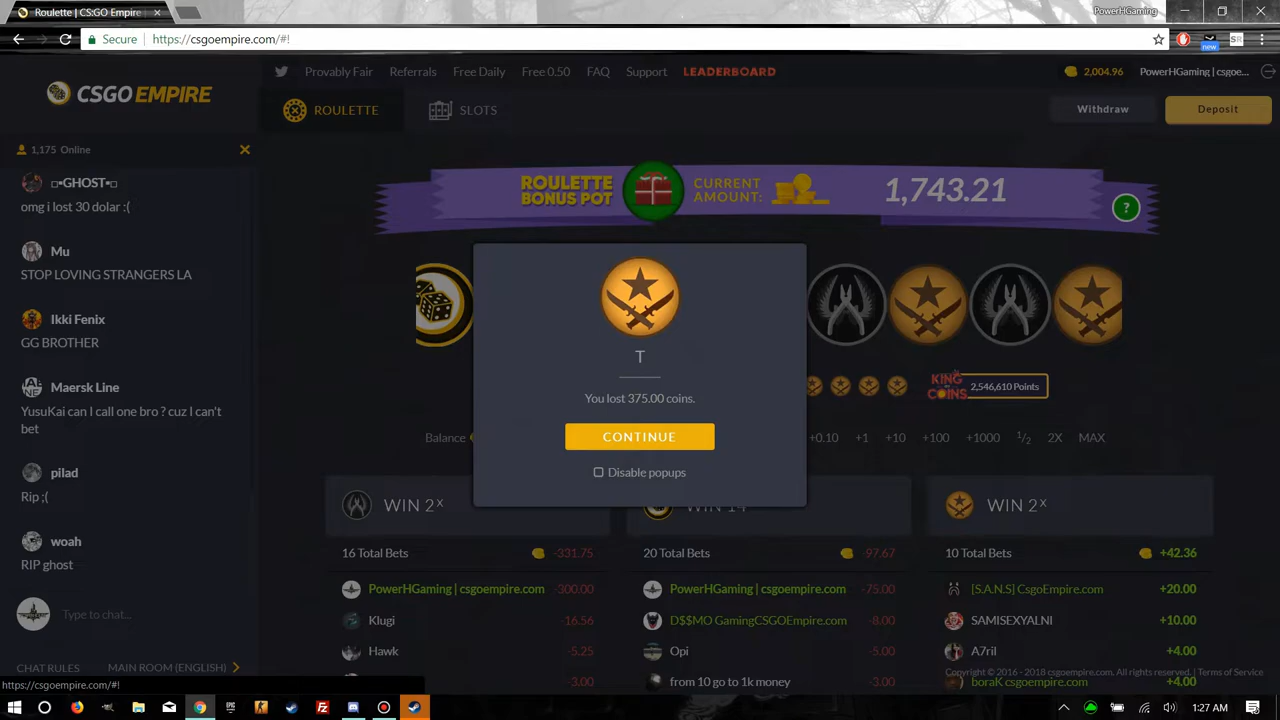 Roulette | CS:GO Empire
PowerHGaming
Secure
https://csgoempire.com/#!
new
SR
CSGOEMPIRE
Provably Fair
Referrals
Free Daily
Free 0.50
FAQ
Support
LEADERBOARD
2,004.96
PowerHGaming | csgoe...
ROULETTE
SLOTS
Withdraw
Deposit
1,175 Online
□•GHOST•□
omg i lost 30 dolar :(
Mu
STOP LOVING STRANGERS LA
Ikki Fenix
GG BROTHER
Maersk Line
YusuKai can I call one bro ? cuz I can't
bet
pilad
Rip ;(
woah
RIP ghost
Type to chat...
CHAT RULES
MAIN ROOM (ENGLISH)
https://csgoempire.com/#!
ROULETTE
BONUS POT
CURRENT
AMOUNT:
1,743.21
?
T
You lost 375.00 coins.
CONTINUE
Disable popups
KING
COINS
2,546,610 Points
Balance
+0.10
+1
+10
+100
+1000
1/2
2X
MAX
WIN 2X
16 Total Bets
-331.75
PowerHGaming | csgoempire.com
-300.00
Klugi
-16.56
Hawk
-5.25
-3.00
WIN 14
20 Total Bets
-97.67
PowerHGaming | csgoempire.com
-75.00
D$$MO GamingCSGOEmpire.com
-8.00
Opi
-5.00
from 10 go to 1k money
-3.00
WIN 2X
10 Total Bets
+42.36
[S.A.N.S] CsgoEmpire.com
+20.00
SAMISEXYALNI
+10.00
A7ril
+4.00
boraK csgoempire.com
+4.00
Copyright © 2016 - 2018 csgoempire.com. All rights reserved. | Terms of Service
1:27 AM